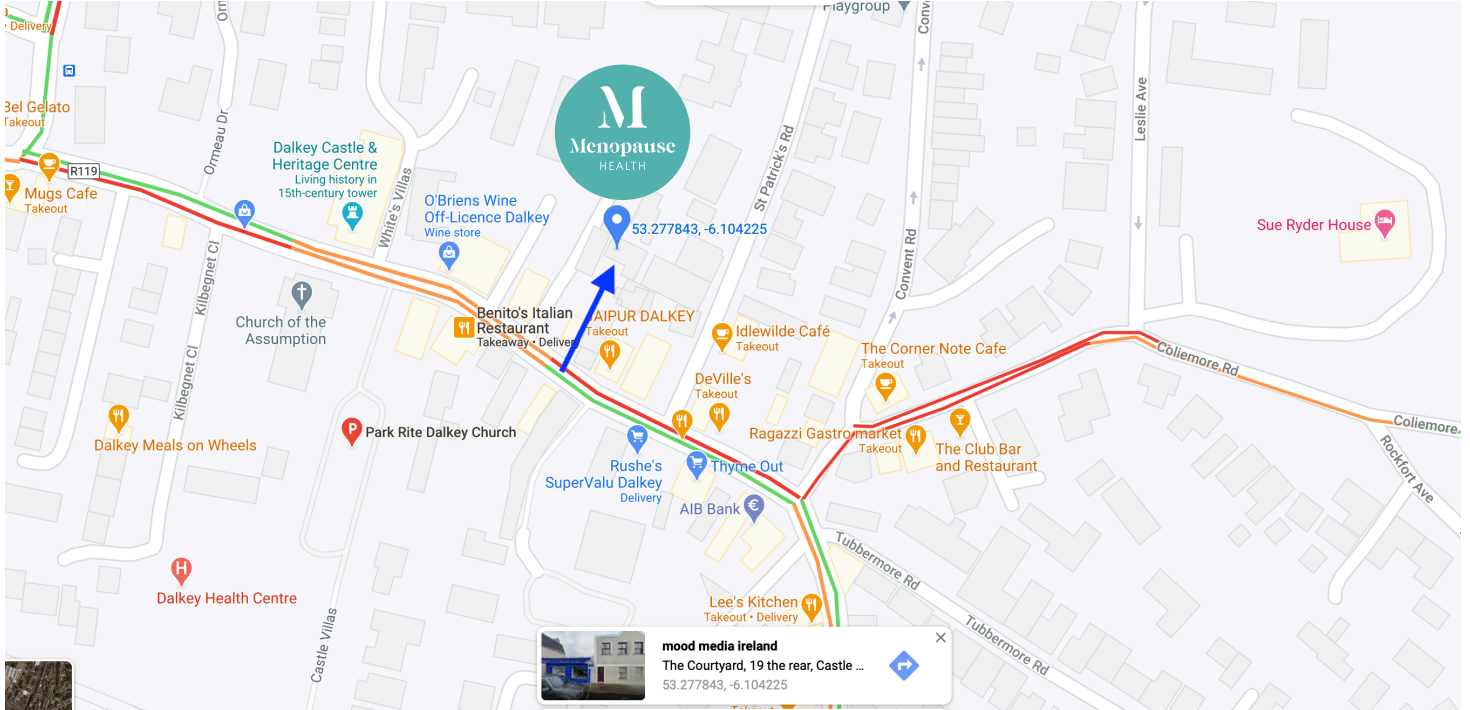 Playgroup
• Delivery
Bel Gelato
Takeout
R119
Mugs Cafe
Takeout
Ormeau Dr
Dalkey Castle &
Heritage Centre
Living history in
15th-century tower
White's Villas
O'Briens Wine
Off-Licence Dalkey
Wine store
M
Menopause
HEALTH
53.277843, -6.104225
St Patrick's Rd
Convent Rd
Leslie Ave
Sue Ryder House
Kilbegnet Cl
Kilbegnet Cl
Church of the
Assumption
Benito's Italian
Restaurant
Takeaway • Deliver
JAIPUR DALKEY
Takeout
Idlewilde Café
Takeout
The Corner Note Cafe
Takeout
Coliemore Rd
Coliemore
Rockfort Ave
DeVille's
Takeout
Dalkey Meals on Wheels
P
Park Rite Dalkey Church
Ragazzi Gastro market
Takeout
The Club Bar
and Restaurant
Rushe's
SuperValu Dalkey
Delivery
Thyme Out
AIB Bank
€
Tubbermore Rd
Tubbermore Rd
H
Dalkey Health Centre
Castle Villas
Lee's Kitchen
Takeout • Delivery
mood media ireland
The Courtyard, 19 the rear, Castle ...
53.277843, -6.104225